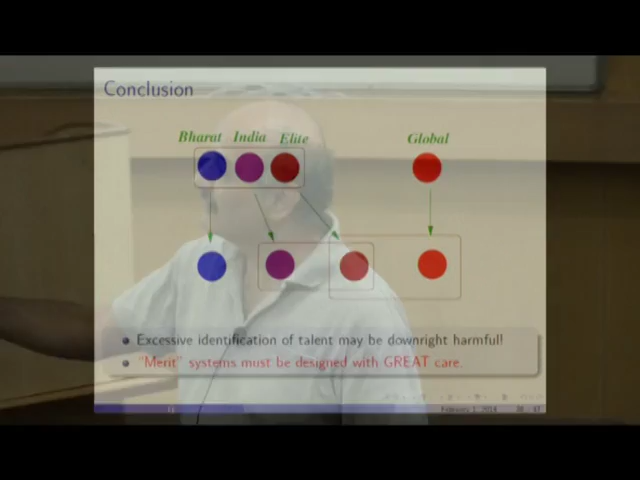 Conclusion
Bharat India Elite Global
Excessive identification of talent may be downright harmful!
"Merit" systems must be designed with GREAT care.
February 1, 2014